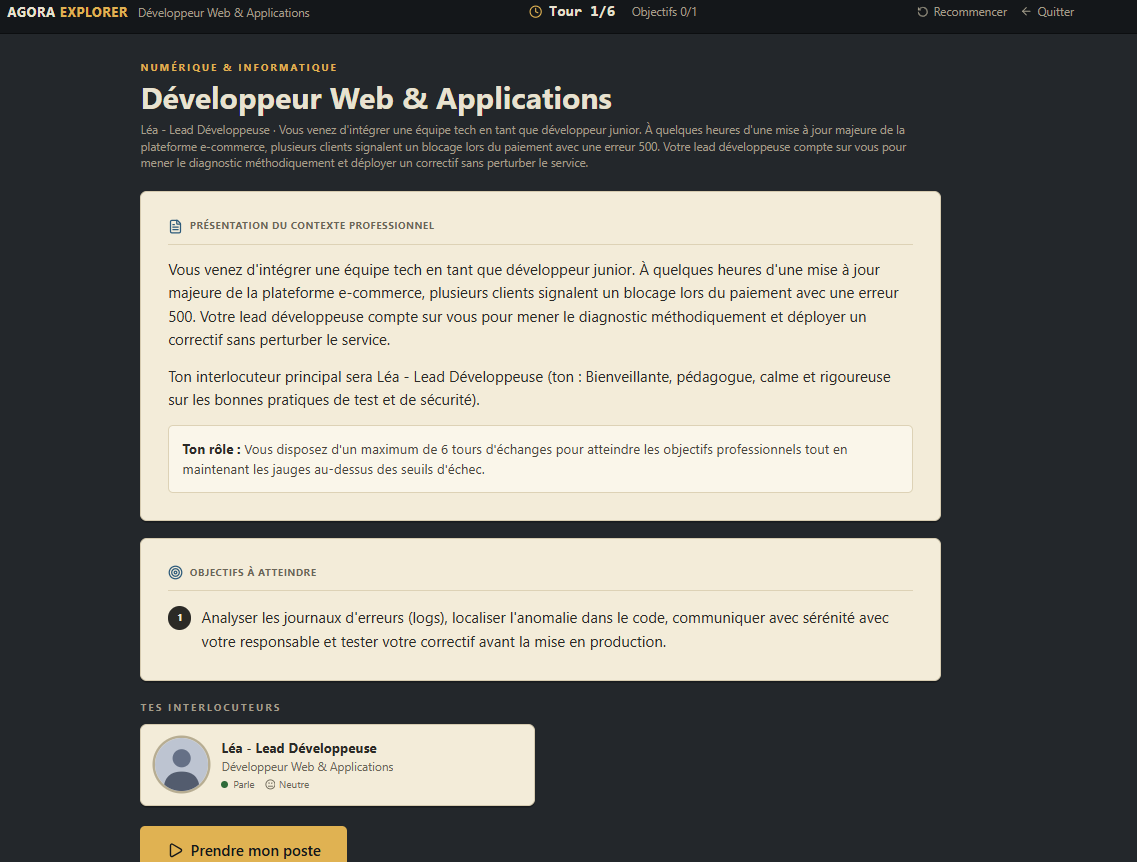 AGORA EXPLORER Développeur Web & Applications Tour 1/6 Objectifs 0/1 Recommencer Quitter
NUMÉRIQUE & INFORMATIQUE
Développeur Web & Applications
Léa - Lead Développeuse · Vous venez d'intégrer une équipe tech en tant que développeur junior. À quelques heures d'une mise à jour majeure de la
plateforme e-commerce, plusieurs clients signalent un blocage lors du paiement avec une erreur 500. Votre lead développeuse compte sur vous pour
mener le diagnostic méthodiquement et déployer un correctif sans perturber le service.
PRÉSENTATION DU CONTEXTE PROFESSIONNEL
Vous venez d'intégrer une équipe tech en tant que développeur junior. À quelques heures d'une mise à jour
majeure de la plateforme e-commerce, plusieurs clients signalent un blocage lors du paiement avec une erreur
500. Votre lead développeuse compte sur vous pour mener le diagnostic méthodiquement et déployer un
correctif sans perturber le service.
Ton interlocuteur principal sera Léa - Lead Développeuse (ton : Bienveillante, pédagogue, calme et rigoureuse
sur les bonnes pratiques de test et de sécurité).
Ton rôle : Vous disposez d'un maximum de 6 tours d'échanges pour atteindre les objectifs professionnels tout en
maintenant les jauges au-dessus des seuils d'échec.
OBJECTIFS À ATTEINDRE
1 Analyser les journaux d'erreurs (logs), localiser l'anomalie dans le code, communiquer avec sérénité avec
votre responsable et tester votre correctif avant la mise en production.
TES INTERLOCUTEURS
Léa - Lead Développeuse
Développeur Web & Applications
Parle Neutre
Prendre mon poste